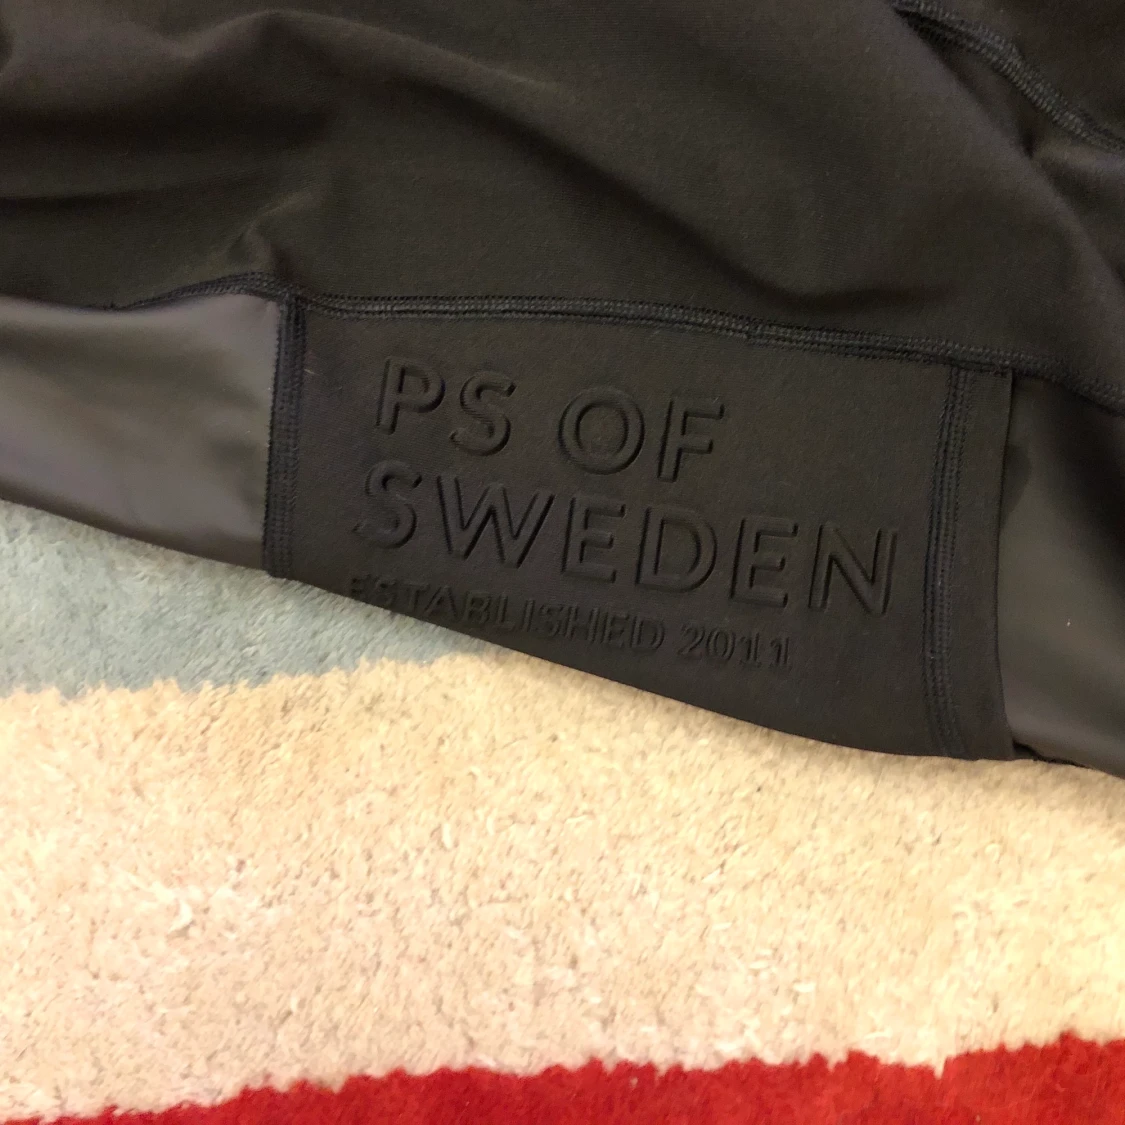 PS OF
SWEDEN
ESTABLISHED 2011